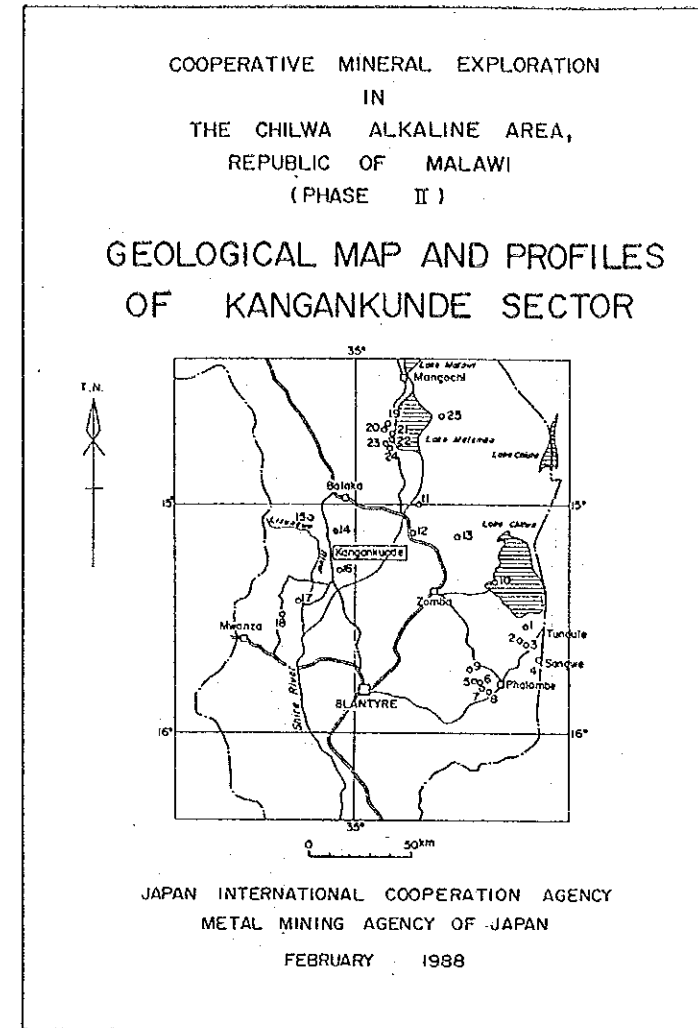 COOPERATIVE MINERAL EXPLORATION
IN
THE CHILWA ALKALINE AREA,
REPUBLIC OF MALAWI
(PHASE II)
GEOLOGICAL MAP AND PROFILES
OF KANGANKUNDE SECTOR
35°
T.N.
Lake Malawi
Mangochi
19
25
20
21
23
22
Lake Malombe
24
Lake Chiuta
Balaka
15°
11
15°
15
14
12
13
Lake Chilwa
Kangankunde
16
10
17
Zomba
18
1
Mwanza
2
3
Tundule
4
Songwe
9
5
6
Phalombe
7
8
Shire River
BLANTYRE
16°
16°
35°
0
50km
JAPAN INTERNATIONAL COOPERATION AGENCY
METAL MINING AGENCY OF JAPAN
FEBRUARY 1988